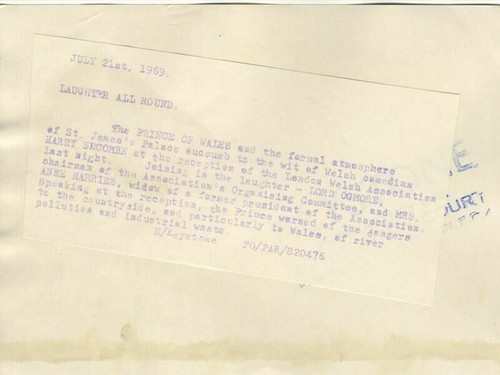 JULY 21st. 1969.
LAUGHTER ALL ROUND.
The PRINCE OF WALES and the formal atmosphere
of St. James's Palace succumb to the wit of Welsh Comedian
HARRY SECOMBE at the reception of the London Welsh Association
last night. Joining in the laughter - LORD OGMORE,
chairman of the Association's Organising Committee, and MRS.
ANNE HARRIES, widow of a former president of the Association.
Speaking at the reception, the Prince warned of the dangers
to the countryside, and particularly to Wales, of river
pollution and industrial waste.
M/Keystone FO/PAR/820476
OURT